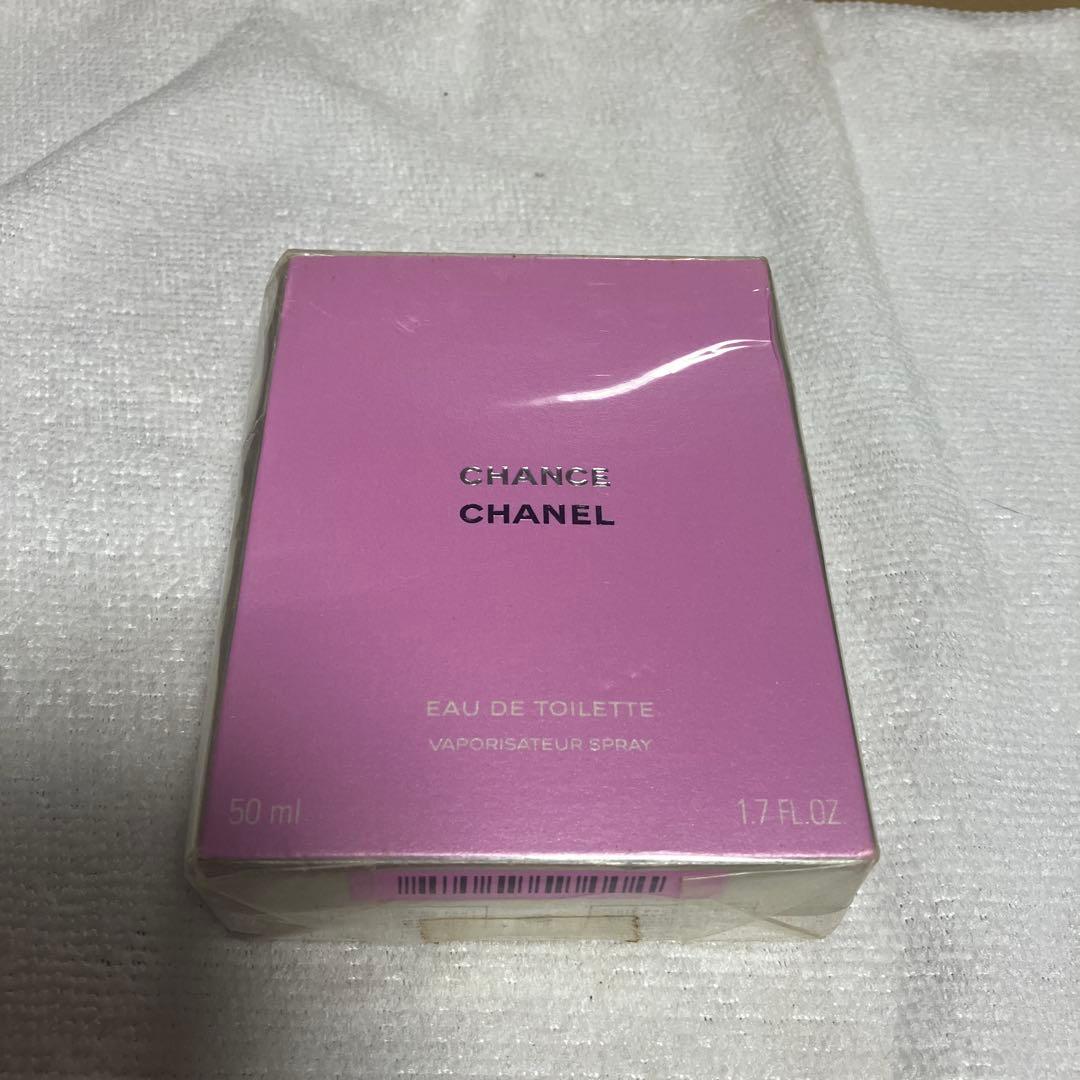 CHANCE
CHANEL
EAU DE TOILETTE
VAPORISATEUR SPRAY
50 ml 1.7 FL.OZ.